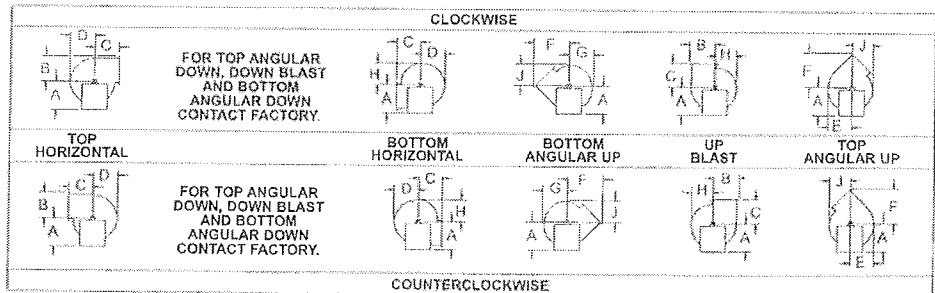 CLOCKWISE
D C
B
A
FOR TOP ANGULAR
DOWN, DOWN BLAST
AND BOTTOM
ANGULAR DOWN
CONTACT FACTORY.
C D
H
A
F G
J
A
B H
C
A
J
F
A
E
TOP
HORIZONTAL
BOTTOM
HORIZONTAL
BOTTOM
ANGULAR UP
UP
BLAST
TOP
ANGULAR UP
C D
B
A
FOR TOP ANGULAR
DOWN, DOWN BLAST
AND BOTTOM
ANGULAR DOWN
CONTACT FACTORY.
D C
H
A
G F
J
A
H B
C
A
J
F
A
E
COUNTERCLOCKWISE